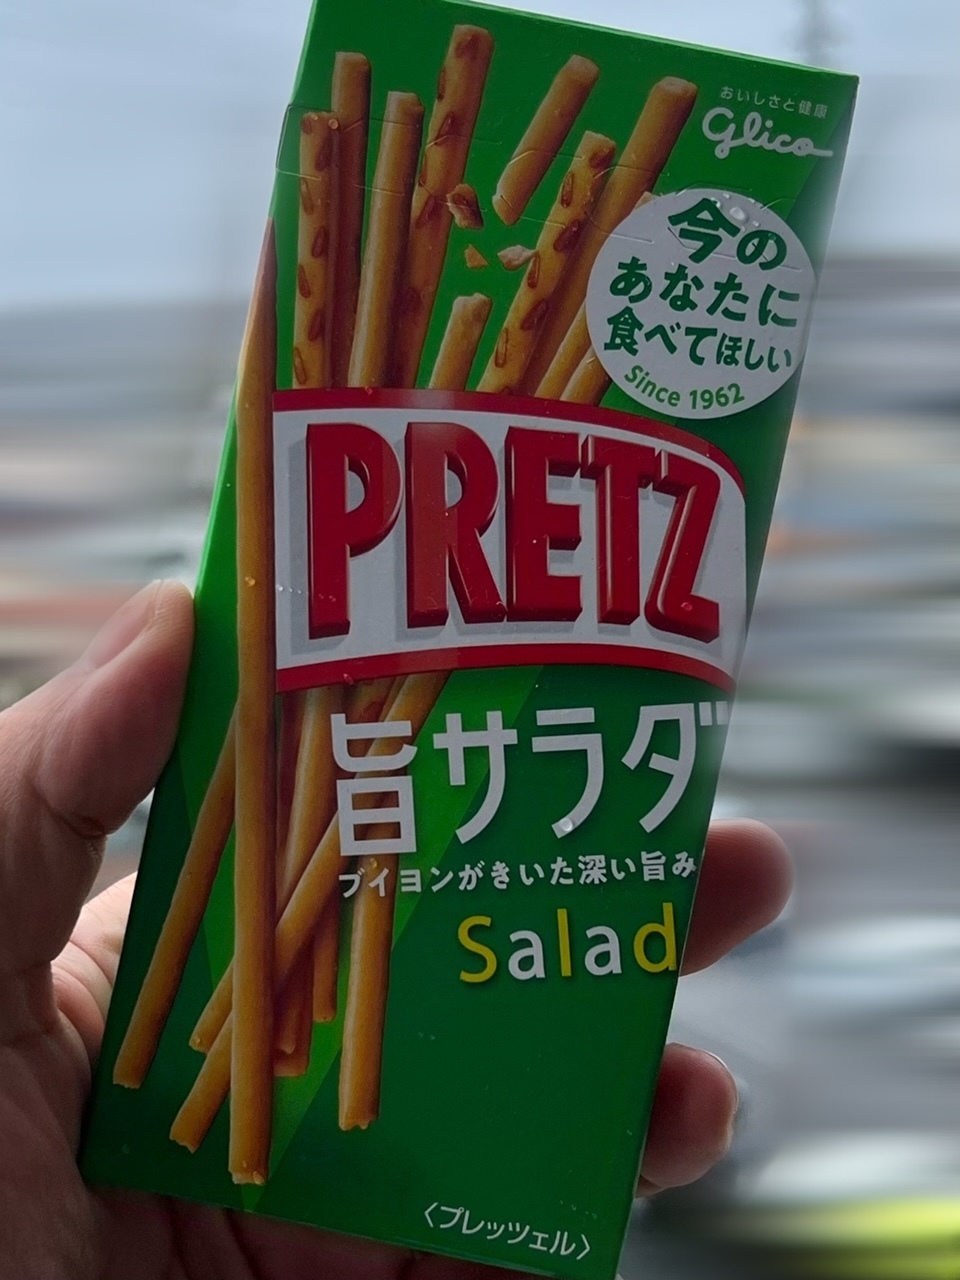 おいしさと健康
Glico
今の
あなたに
食べてほしい
Since 1962
PRETZ
旨サラダ
ブイヨンがきいた深い旨み
Salad
〈プレッツェル〉